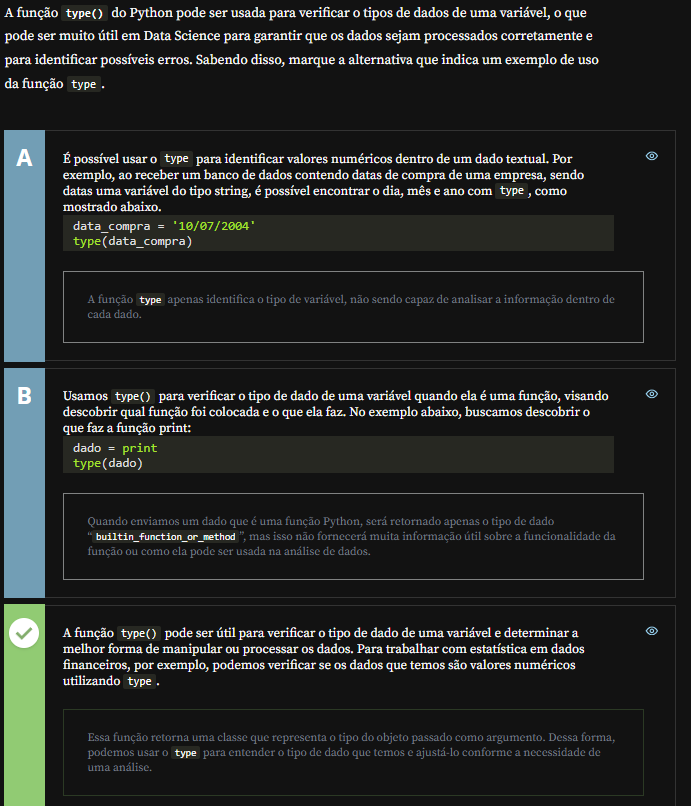 A função type() do Python pode ser usada para verificar o tipos de dados de uma variável, o que
pode ser muito útil em Data Science para garantir que os dados sejam processados corretamente e
para identificar possíveis erros. Sabendo disso, marque a alternativa que indica um exemplo de uso
da função type.
A
É possível usar o type para identificar valores numéricos dentro de um dado textual. Por
exemplo, ao receber um banco de dados contendo datas de compra de uma empresa, sendo
datas uma variável do tipo string, é possível encontrar o dia, mês e ano com type, como
mostrado abaixo.
data_compra = '10/07/2004'
type(data_compra)
A função type apenas identifica o tipo de variável, não sendo capaz de analisar a informação dentro de
cada dado.
B
Usamos type() para verificar o tipo de dado de uma variável quando ela é uma função, visando
descobrir qual função foi colocada e o que ela faz. No exemplo abaixo, buscamos descobrir o
que faz a função print:
dado = print
type(dado)
Quando enviamos um dado que é uma função Python, será retornado apenas o tipo de dado
“builtin_function_or_method”, mas isso não fornecerá muita informação útil sobre a funcionalidade da
função ou como ela pode ser usada na análise de dados.
A função type() pode ser útil para verificar o tipo de dado de uma variável e determinar a
melhor forma de manipular ou processar os dados. Para trabalhar com estatística em dados
financeiros, por exemplo, podemos verificar se os dados que temos são valores numéricos
utilizando type.
Essa função retorna uma classe que representa o tipo do objeto passado como argumento. Dessa forma,
podemos usar o type para entender o tipo de dado que temos e ajustá-lo conforme a necessidade de
uma análise.